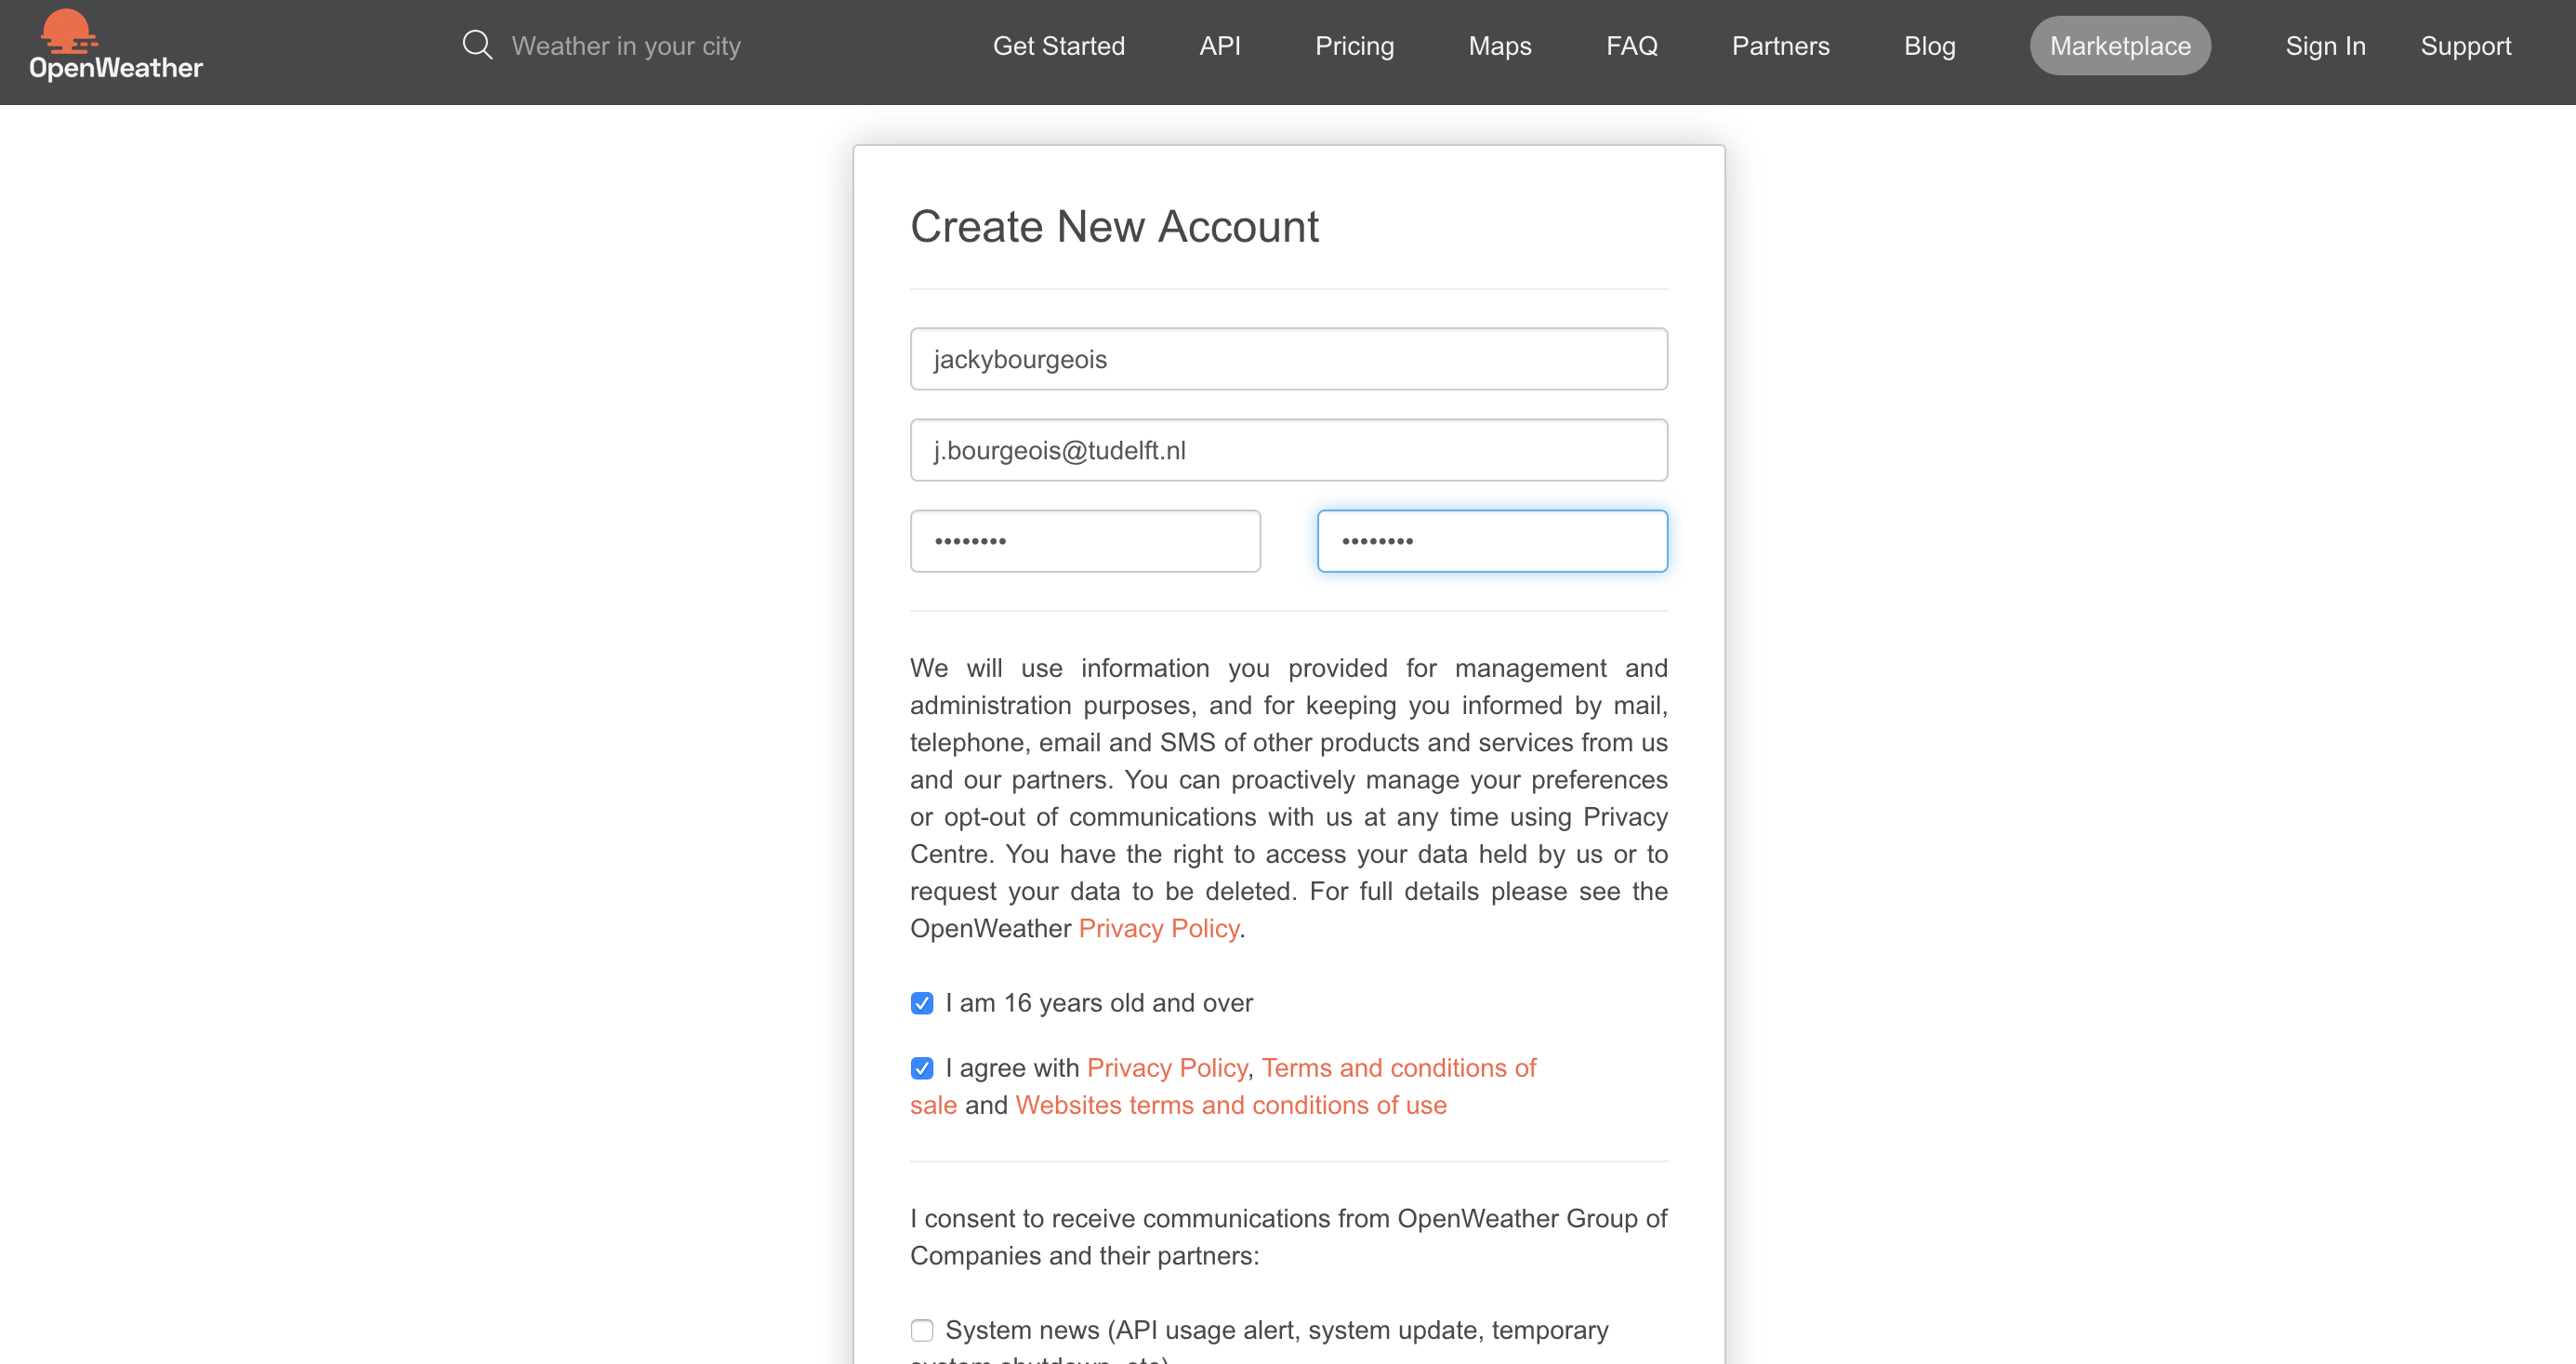 OpenWeather
Weather in your city
Get Started
API
Pricing
Maps
FAQ
Partners
Blog
Marketplace
Sign In
Support
Create New Account
jackybourgeois
j.bourgeois@tudelft.nl
••••••••
••••••••
We will use information you provided for management and
administration purposes, and for keeping you informed by mail,
telephone, email and SMS of other products and services from us
and our partners. You can proactively manage your preferences
or opt-out of communications with us at any time using Privacy
Centre. You have the right to access your data held by us or to
request your data to be deleted. For full details please see the
OpenWeather Privacy Policy.
I am 16 years old and over
I agree with Privacy Policy, Terms and conditions of
sale and Websites terms and conditions of use
I consent to receive communications from OpenWeather Group of
Companies and their partners:
System news (API usage alert, system update, temporary
system shutdown, etc)